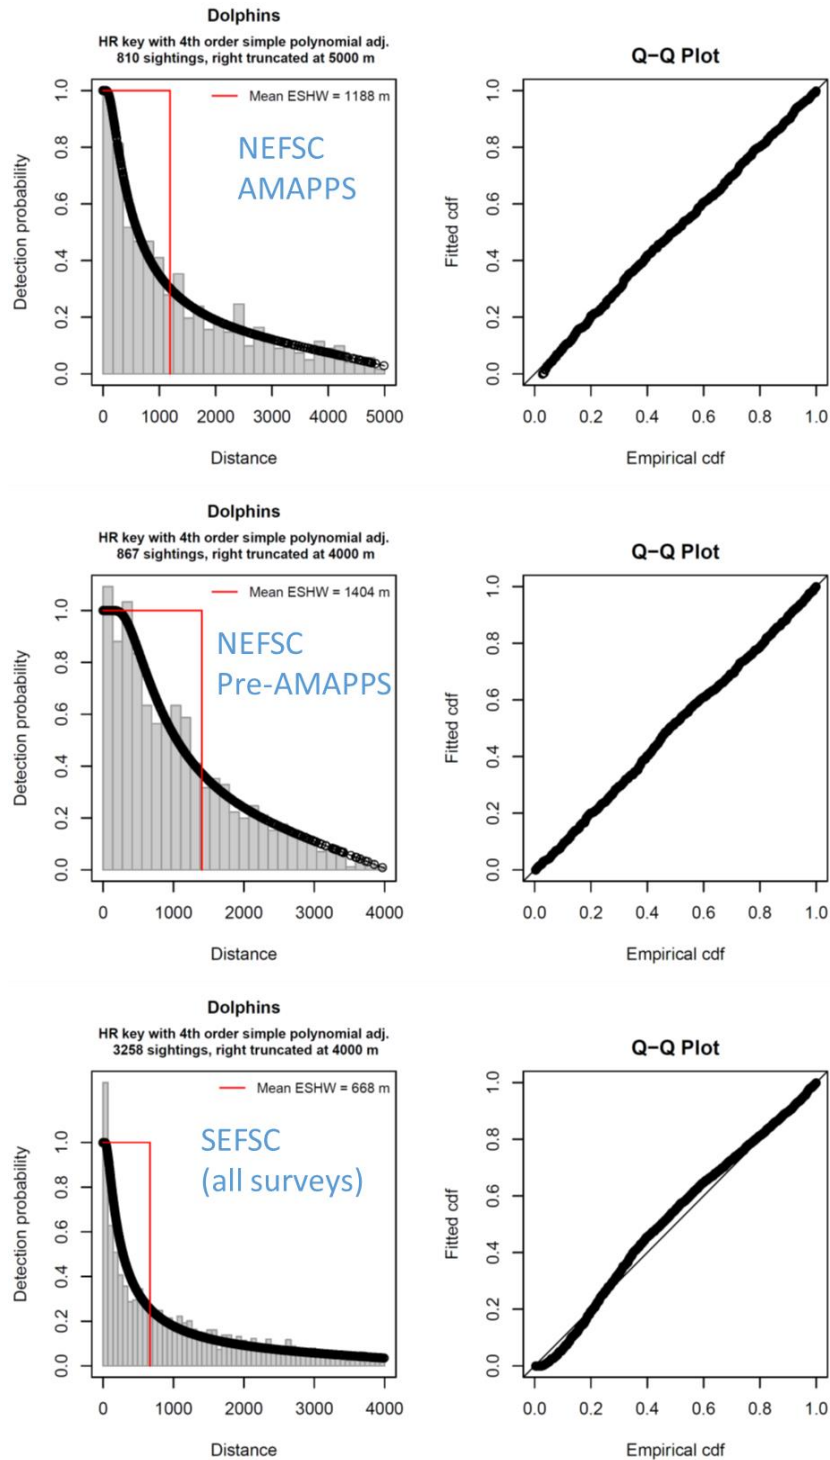 Dolphins
HR key with 4th order simple polynomial adj.
810 sightings, right truncated at 5000 m
Mean ESHW = 1188 m
NEFSC
AMAPPS
Detection probability
0.0 0.2 0.4 0.6 0.8 1.0
0 1000 2000 3000 4000 5000
Distance
Q−Q Plot
Fitted cdf
0.0 0.2 0.4 0.6 0.8 1.0
0.0 0.2 0.4 0.6 0.8 1.0
Empirical cdf
Dolphins
HR key with 4th order simple polynomial adj.
867 sightings, right truncated at 4000 m
Mean ESHW = 1404 m
NEFSC
Pre-AMAPPS
Detection probability
0.0 0.2 0.4 0.6 0.8 1.0
0 1000 2000 3000 4000
Distance
Q−Q Plot
Fitted cdf
0.0 0.2 0.4 0.6 0.8 1.0
0.0 0.2 0.4 0.6 0.8 1.0
Empirical cdf
Dolphins
HR key with 4th order simple polynomial adj.
3258 sightings, right truncated at 4000 m
Mean ESHW = 668 m
SEFSC
(all surveys)
Detection probability
0.0 0.2 0.4 0.6 0.8 1.0
0 1000 2000 3000 4000
Distance
Q−Q Plot
Fitted cdf
0.0 0.2 0.4 0.6 0.8 1.0
0.0 0.2 0.4 0.6 0.8 1.0
Empirical cdf